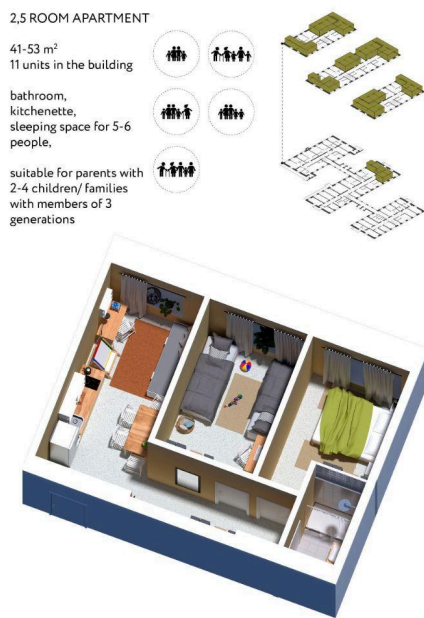 2,5 ROOM APARTMENT
41-53 m²
11 units in the building
bathroom,
kitchenette,
sleeping space for 5-6
people,
suitable for parents with
2-4 children/ families
with members of 3
generations